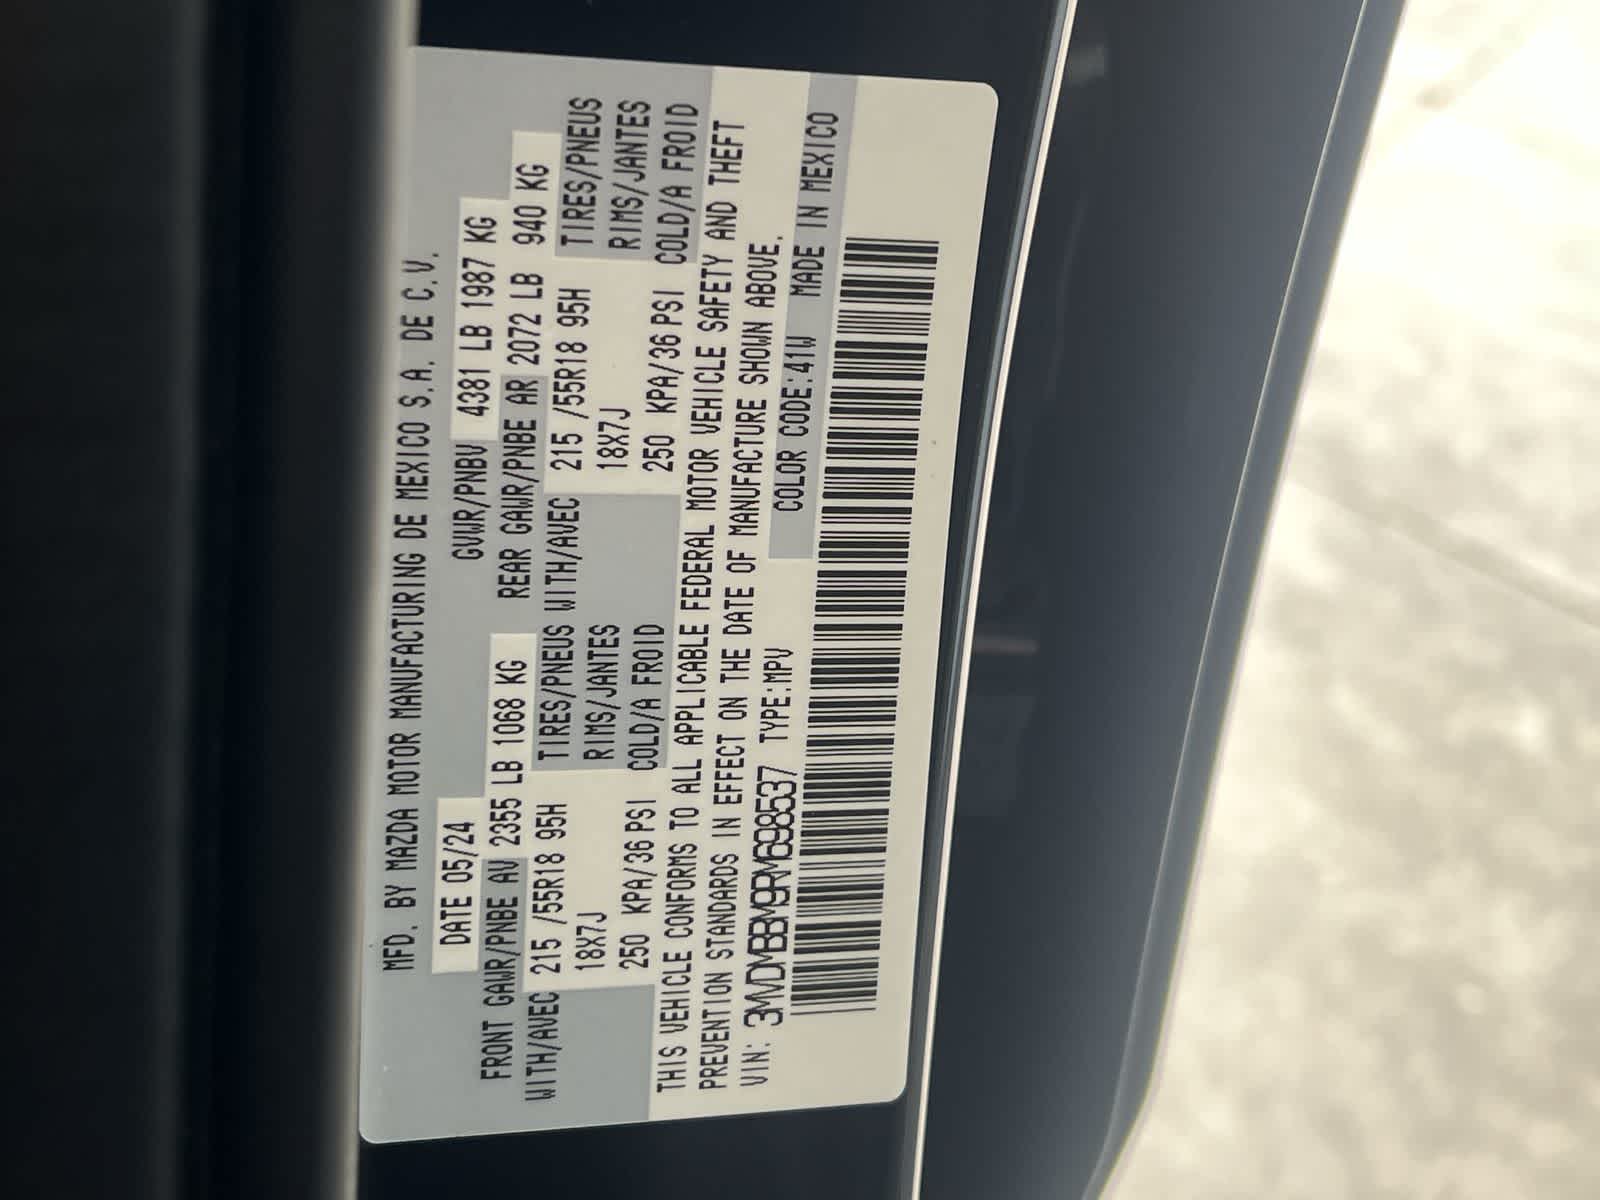 MFD. BY MAZDA MOTOR MANUFACTURING DE MEXICO S.A. DE C.V.
DATE 05/24 GVWR/PNBV 4381 LB 1987 KG
FRONT GAWR/PNBE AV 2355 LB 1068 KG REAR GAWR/PNBE AR 2072 LB 940 KG
WITH/AVEC 215 /55R18 95H TIRES/PNEUS WITH/AVEC 215 /55R18 95H TIRES/PNEUS
18X7J RIMS/JANTES 18X7J RIMS/JANTES
250 KPA/36 PSI COLD/A FROID 250 KPA/36 PSI COLD/A FROID
THIS VEHICLE CONFORMS TO ALL APPLICABLE FEDERAL MOTOR VEHICLE SAFETY AND THEFT
PREVENTION STANDARDS IN EFFECT ON THE DATE OF MANUFACTURE SHOWN ABOVE.
VIN: 3MVDMBBM9RM698537 TYPE:MPV COLOR CODE:41W MADE IN MEXICO